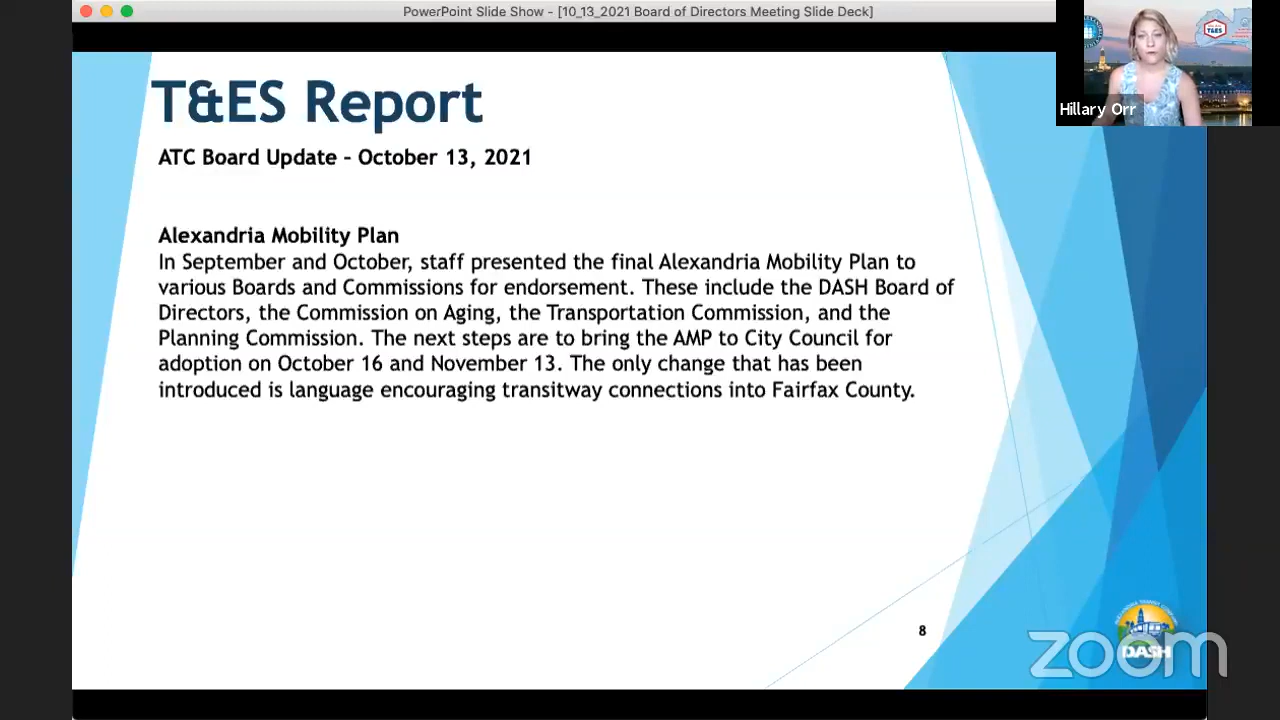 PowerPoint Slide Show - [10_13_2021 Board of Directors Meeting Slide Deck]
T&ES
Hillary Orr
T&ES Report
ATC Board Update – October 13, 2021
Alexandria Mobility Plan
In September and October, staff presented the final Alexandria Mobility Plan to
various Boards and Commissions for endorsement. These include the DASH Board of
Directors, the Commission on Aging, the Transportation Commission, and the
Planning Commission. The next steps are to bring the AMP to City Council for
adoption on October 16 and November 13. The only change that has been
introduced is language encouraging transitway connections into Fairfax County.
8
DASH
zoom